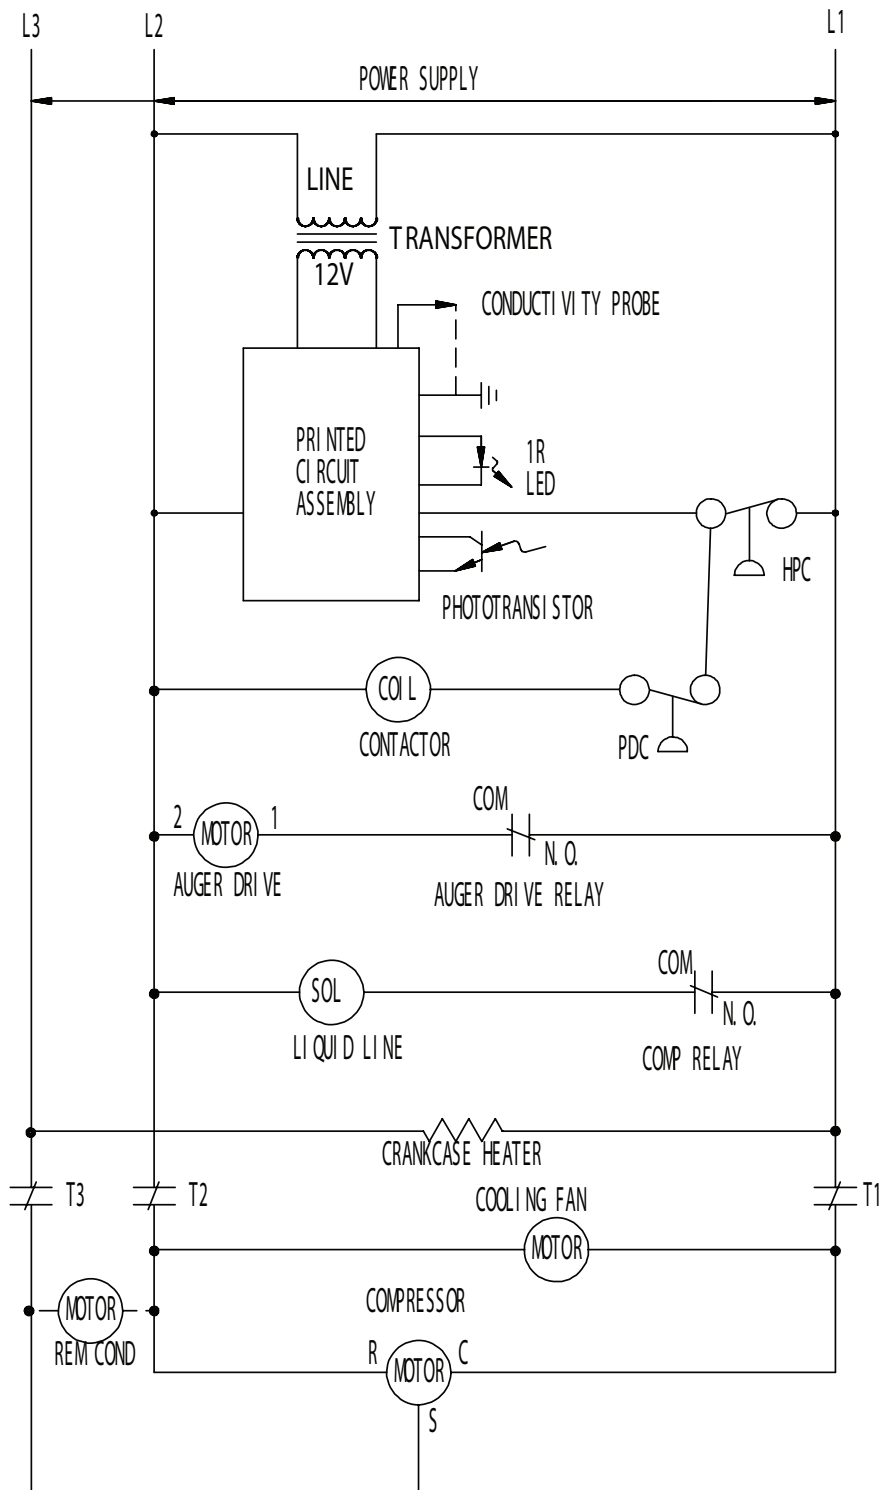 L3
L2
L1
POWER SUPPLY
LINE
TRANSFORMER
12V
CONDUCTIVITY PROBE
PRINTED
CIRCUIT
ASSEMBLY
1R
LED
HPC
PHOTOTRANSISTOR
COIL
CONTACTOR
PDC
2
MOTOR
1
COM
N.O.
AUGER DRIVE
AUGER DRIVE RELAY
SOL
COM
N.O.
LIQUID LINE
COMP RELAY
CRANKCASE HEATER
T3
T2
COOLING FAN
T1
MOTOR
MOTOR
COMPRESSOR
REM COND
R
MOTOR
C
S